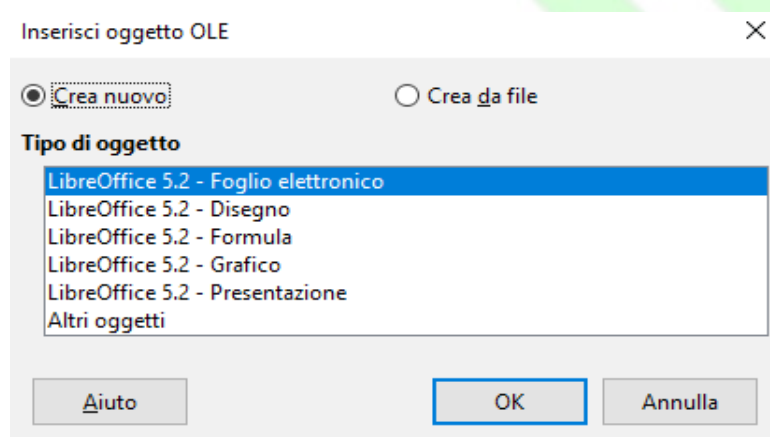 Inserisci oggetto OLE
Crea nuovo
Crea da file
Tipo di oggetto
LibreOffice 5.2 - Foglio elettronico
LibreOffice 5.2 - Disegno
LibreOffice 5.2 - Formula
LibreOffice 5.2 - Grafico
LibreOffice 5.2 - Presentazione
Altri oggetti
Aiuto
OK
Annulla